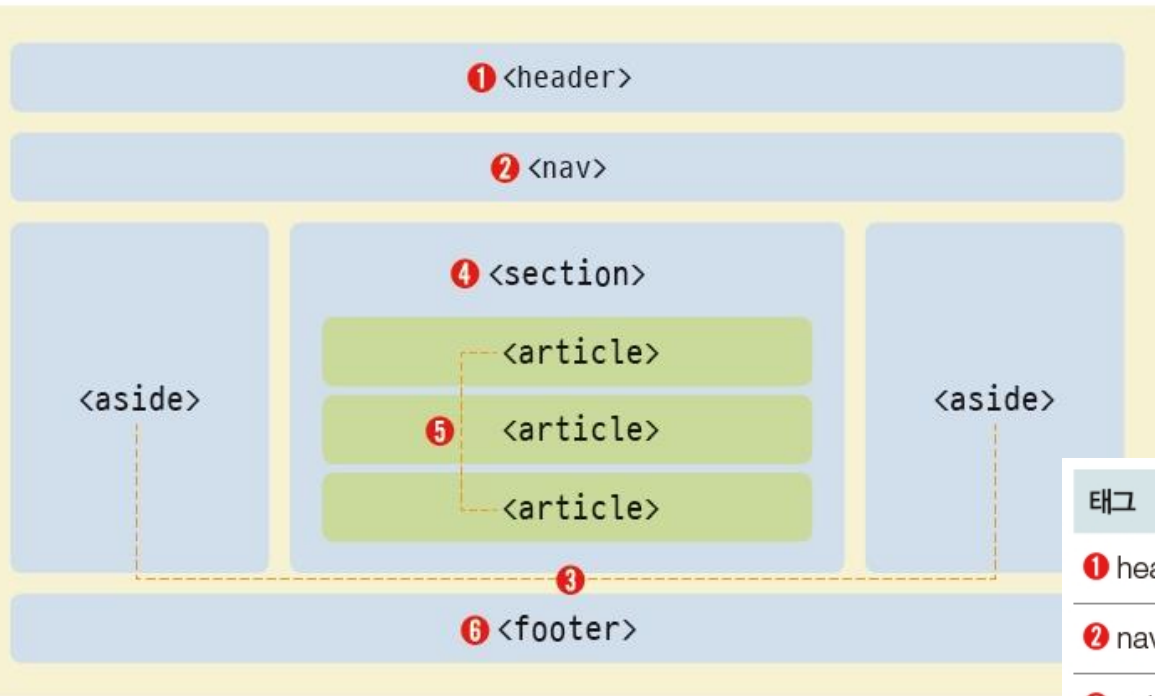 ❶ <header>
❷ <nav>
❹ <section>
<article>
<aside>
❺ <article>
<aside>
<article>
❸
❻ <footer>
태그
❶ hea
❷ nav